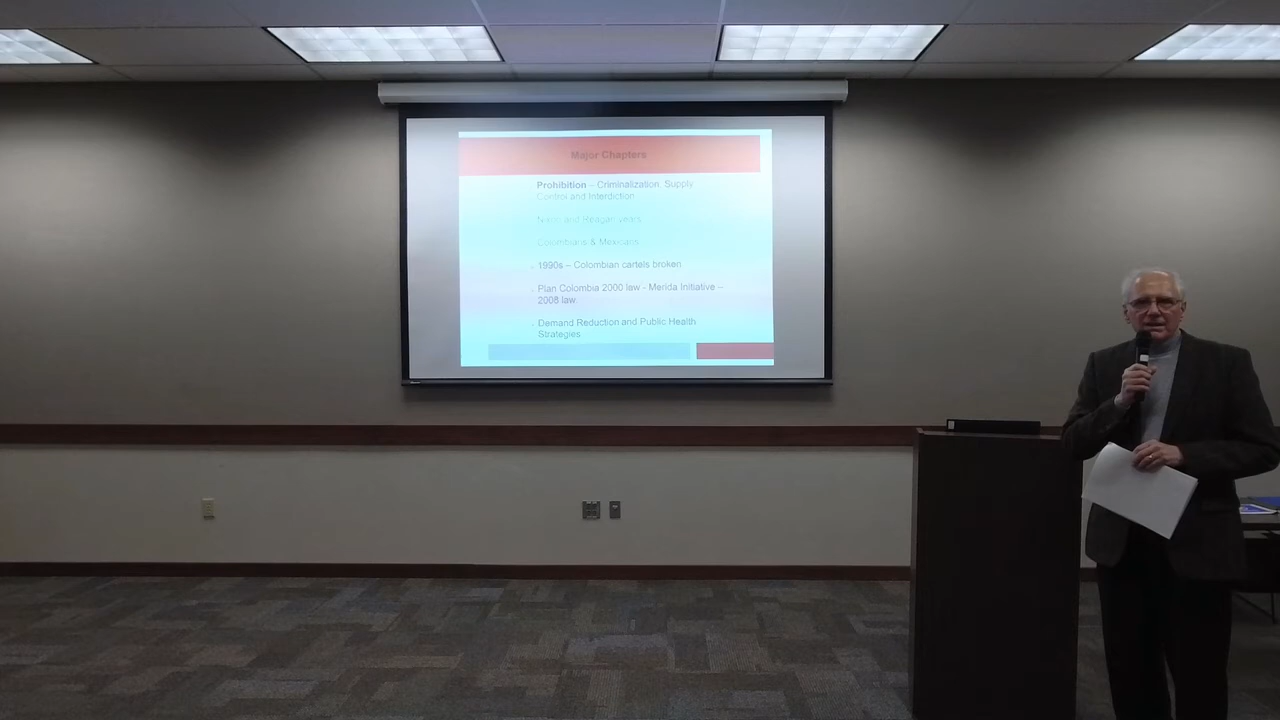 Major Chapters
Prohibition – Criminalization, Supply
Control and Interdiction
Nixon and Reagan years
Colombians & Mexicans
1990s – Colombian cartels broken
Plan Colombia 2000 law - Merida Initiative –
2008 law
Demand Reduction and Public Health
Strategies